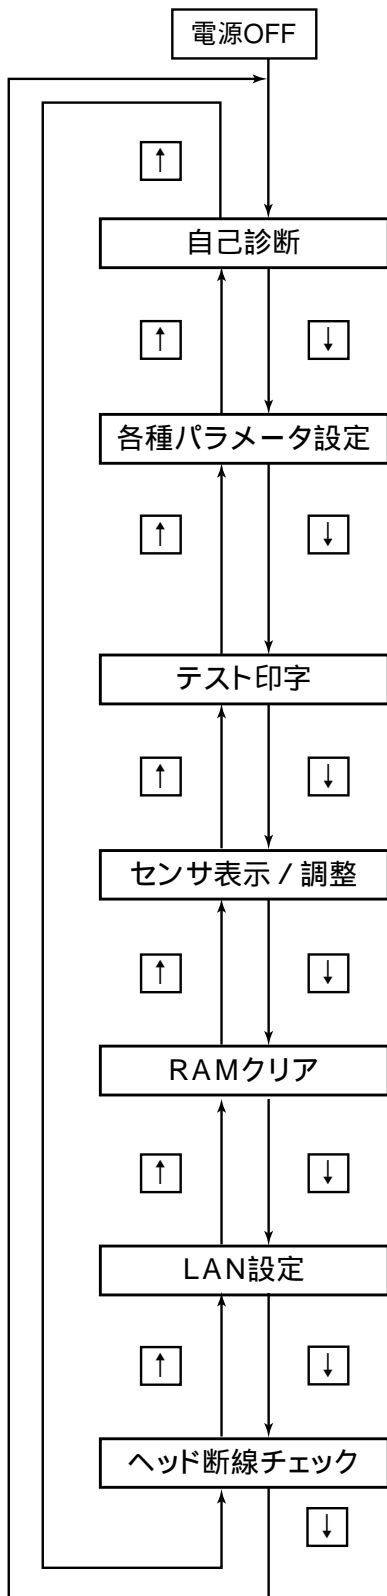 電源OFF
↑
自己診断
↑ ↓
各種パラメータ設定
↑ ↓
テスト印字
↑ ↓
センサ表示 / 調整
↑ ↓
RAMクリア
↑ ↓
LAN設定
↑ ↓
ヘッド断線チェック
↓